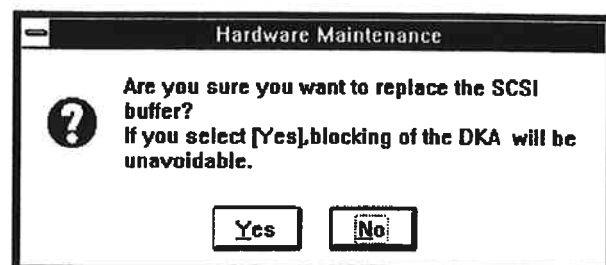 Hardware Maintenance
Are you sure you want to replace the SCSI
buffer?
If you select [Yes],blocking of the DKA will be
unavoidable.
Yes
No